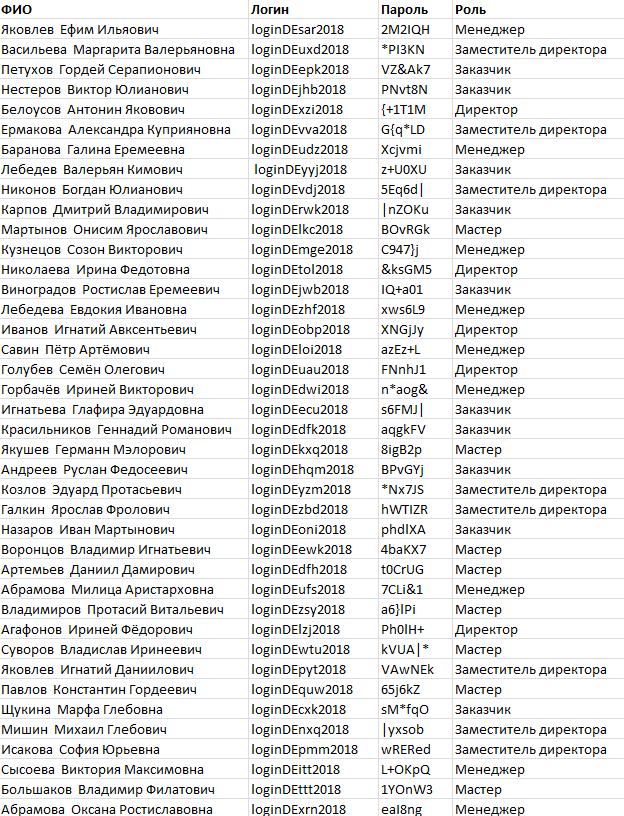 ФИО Логин Пароль Роль
Яковлев Ефим Ильяович loginDEsar2018 2M2IQH Менеджер
Васильева Маргарита Валерьяновна loginDEuxd2018 *PI3KN Заместитель директора
Петухов Гордей Серапионович loginDEepk2018 VZ&Ak7 Заказчик
Нестеров Виктор Юлианович loginDEjhb2018 PNvt8N Заказчик
Белоусов Антонин Яковович loginDExzi2018 {+1T1M Директор
Ермакова Александра Куприяновна loginDEvva2018 G{q*LD Заместитель директора
Баранова Галина Еремеевна loginDEudz2018 Xcjvmi Менеджер
Лебедев Валерьян Кимович loginDEyyj2018 z+U0XU Заказчик
Никонов Богдан Юлианович loginDEvdj2018 5Eq6d| Заместитель директора
Карпов Дмитрий Владимирович loginDErwk2018 |nZOKu Заказчик
Мартынов Онисим Ярославович loginDElkc2018 BOvRGk Мастер
Кузнецов Созон Викторович loginDEmge2018 C947}j Менеджер
Николаева Ирина Федотовна loginDEtol2018 &ksGM5 Директор
Виноградов Ростислав Еремеевич loginDEjwb2018 IQ+a01 Заказчик
Лебедева Евдокия Ивановна loginDEzhf2018 xws6L9 Менеджер
Иванов Игнатий Авксентьевич loginDEobp2018 XNGjJy Директор
Савин Пётр Артёмович loginDEloi2018 azEz+L Менеджер
Голубев Семён Олегович loginDEuau2018 FNnhJ1 Директор
Горбачёв Ириней Викторович loginDEdwi2018 n*aog& Менеджер
Игнатьева Глафира Эдуардовна loginDEecu2018 s6FMJ| Заказчик
Красильников Геннадий Романович loginDEdfk2018 aqgkFV Заказчик
Якушев Германн Мэлорович loginDEkxq2018 8igB2p Мастер
Андреев Руслан Федосеевич loginDEhqm2018 BPvGYj Заказчик
Козлов Эдуард Протасьевич loginDEyzm2018 *Nx7JS Заместитель директора
Галкин Ярослав Фролович loginDEzbd2018 hWTlZR Заместитель директора
Назаров Иван Мартынович loginDEoni2018 phdlXA Заказчик
Воронцов Владимир Игнатьевич loginDEewk2018 4baKX7 Мастер
Артемьев Даниил Дамирович loginDEdfh2018 t0CrUG Мастер
Абрамова Милица Аристарховна loginDEufs2018 7CLi&1 Менеджер
Владимиров Протасий Витальевич loginDEzsy2018 a6}lPi Мастер
Агафонов Ириней Фёдорович loginDElzj2018 Ph0lH+ Директор
Суворов Владислав Иринеевич loginDEwtu2018 kVUA|* Мастер
Яковлев Игнатий Даниилович loginDEpyt2018 VAwNEk Заместитель директора
Павлов Константин Гордеевич loginDEquw2018 65j6kZ Мастер
Щукина Марфа Глебовна loginDEcxk2018 sM*fqO Заказчик
Мишин Михаил Глебович loginDEnxq2018 |yxsob Заместитель директора
Исакова София Юрьевна loginDEpmm2018 wRERed Заместитель директора
Сысоева Виктория Максимовна loginDEitt2018 L+OKpQ Менеджер
Большаков Владимир Филатович loginDEttt2018 1YOnW3 Мастер
Абрамова Оксана Ростиславовна loginDExrn2018 eaI8ng Менеджер